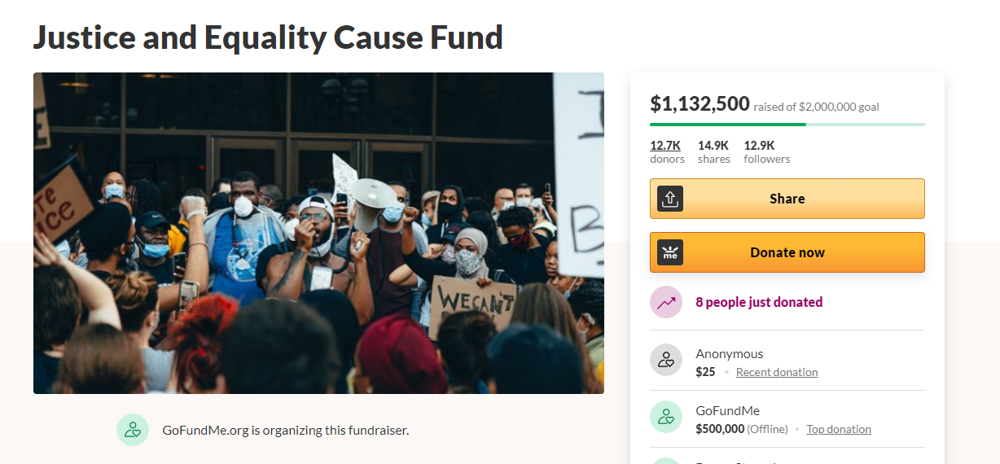 Justice and Equality Cause Fund
WE CAN'T
$1,132,500 raised of $2,000,000 goal
12.7K 14.9K 12.9K
donors shares followers
Share
me
Donate now
8 people just donated
Anonymous
$25 • Recent donation
GoFundMe
$500,000 (Offline) • Top donation
GoFundMe.org is organizing this fundraiser.